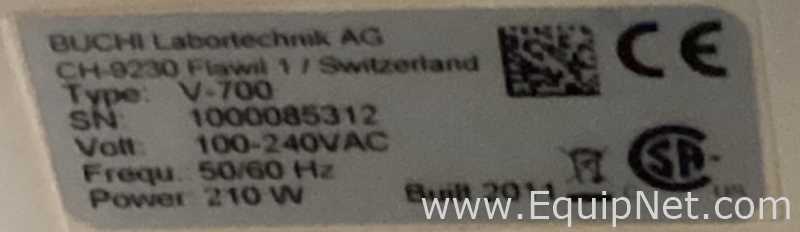 BUCHI Labortechnik AG
CH-9230 Flawil 1 / Switzerland
Type: V-700
SN: 1000085312
Volt: 100-240VAC
Frequ. 50/60 Hz
Power: 210 W
Built
CE
SA
www.EquipNet.com